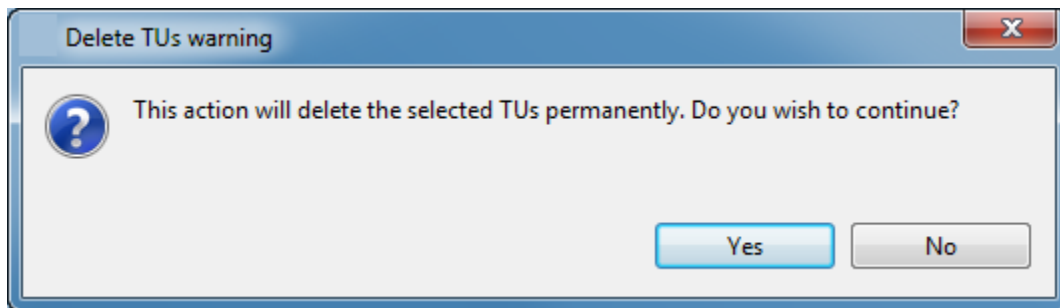 Delete TUs warning
This action will delete the selected TUs permanently. Do you wish to continue?
Yes
No